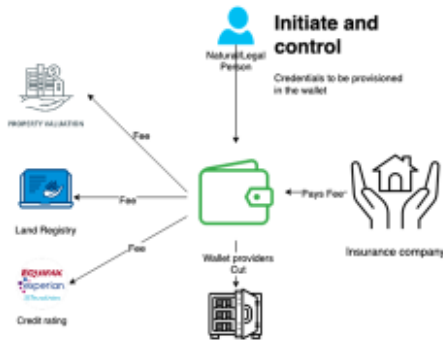 Initiate and
control
Natural/Legal
Person
Credentials to be provisioned
in the wallet
PROPERTY VALUATION
Fee
Fee
Pays Fee
Land Registry
Fee
Insurance company
Wallet providers
Cut
EQUIFAX
experian
Credit rating